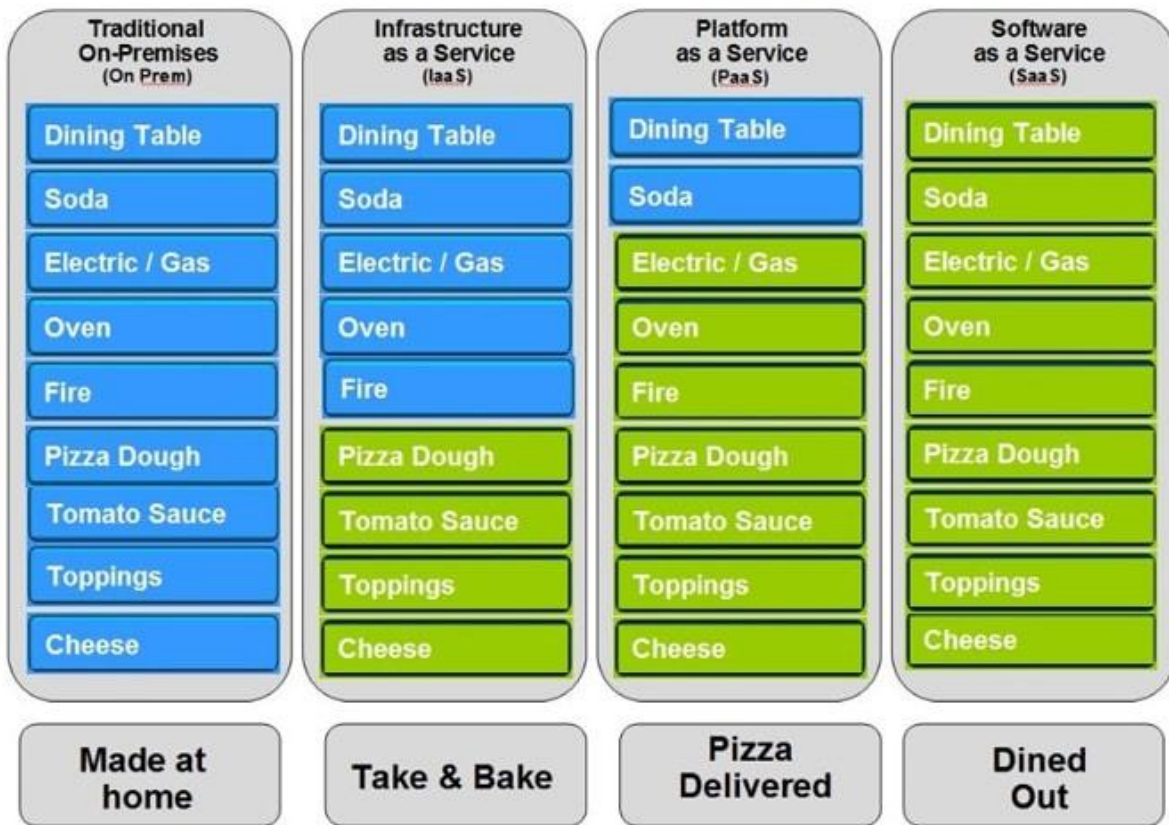 Traditional
On-Premises
(On Prem)
Dining Table
Soda
Electric / Gas
Oven
Fire
Pizza Dough
Tomato Sauce
Toppings
Cheese
Made at
home
Infrastructure
as a Service
(IaaS)
Dining Table
Soda
Electric / Gas
Oven
Fire
Pizza Dough
Tomato Sauce
Toppings
Cheese
Take & Bake
Platform
as a Service
(PaaS)
Dining Table
Soda
Electric / Gas
Oven
Fire
Pizza Dough
Tomato Sauce
Toppings
Cheese
Pizza
Delivered
Software
as a Service
(SaaS)
Dining Table
Soda
Electric / Gas
Oven
Fire
Pizza Dough
Tomato Sauce
Toppings
Cheese
Dined
Out